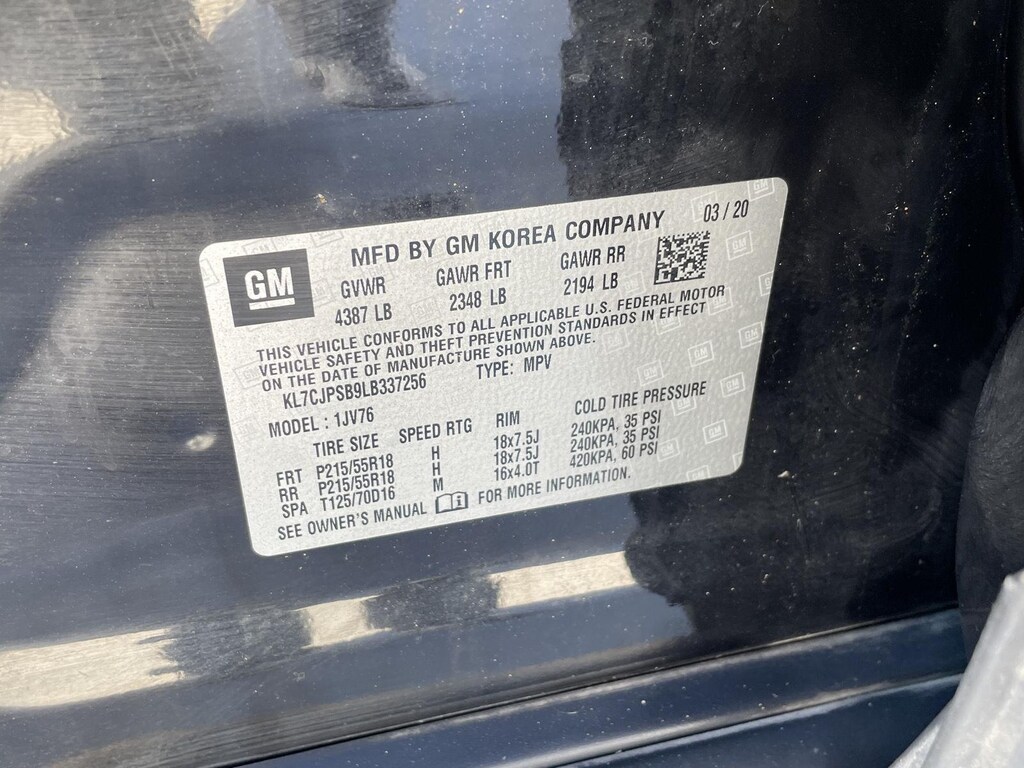 GM
MFD BY GM KOREA COMPANY 03 / 20
GVWR GAWR FRT GAWR RR
4387 LB 2348 LB 2194 LB
THIS VEHICLE CONFORMS TO ALL APPLICABLE U.S. FEDERAL MOTOR
VEHICLE SAFETY AND THEFT PREVENTION STANDARDS IN EFFECT
ON THE DATE OF MANUFACTURE SHOWN ABOVE.
KL7CJPSB9LB337256 TYPE: MPV
MODEL : 1JV76
TIRE SIZE SPEED RTG RIM COLD TIRE PRESSURE
FRT P215/55R18 H 18x7.5J 240KPA, 35 PSI
RR P215/55R18 H 18x7.5J 240KPA, 35 PSI
SPA T125/70D16 M 16x4.0T 420KPA, 60 PSI
SEE OWNER'S MANUAL FOR MORE INFORMATION.